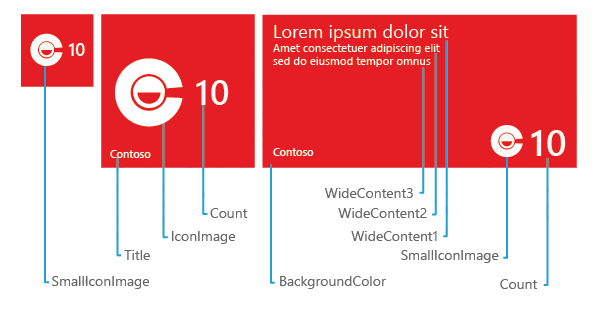 10
10
Contoso
Lorem ipsum dolor sit
Amet consectetuer adipiscing elit
sed do eiusmod tempor omnus
Contoso
10
WideContent3
Count
WideContent2
IconImage
WideContent1
Title
SmallIconImage
SmallIconImage
BackgroundColor
Count